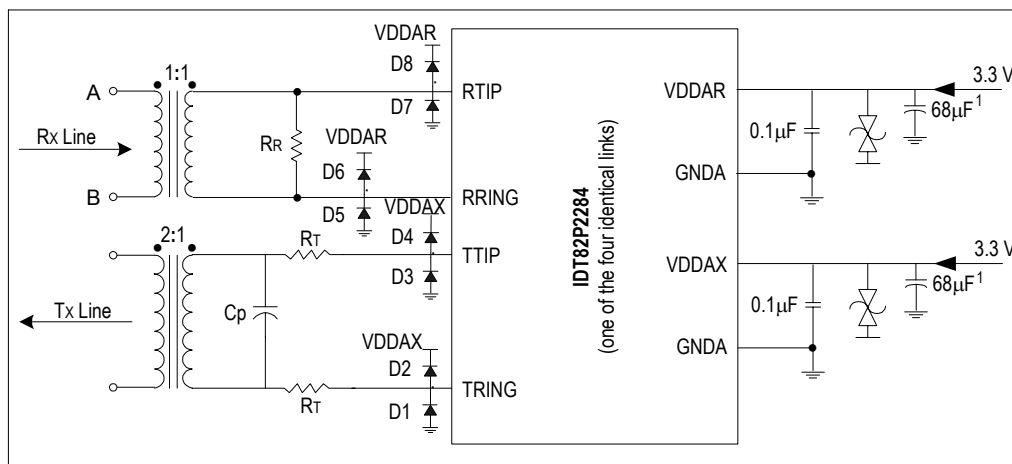 VDDAR
D8
D7
1:1
A
B
Rx Line
RR
VDDAR
D6
D5
RTIP
RRING
VDDAX
D4
D3
2:1
RT
Cp
Tx Line
TTIP
VDDAX
D2
D1
RT
TRING
IDT82P2284
(one of the four identical links)
VDDAR
3.3 V
0.1µF
68µF1
GNDA
VDDAX
3.3 V
0.1µF
68µF1
GNDA